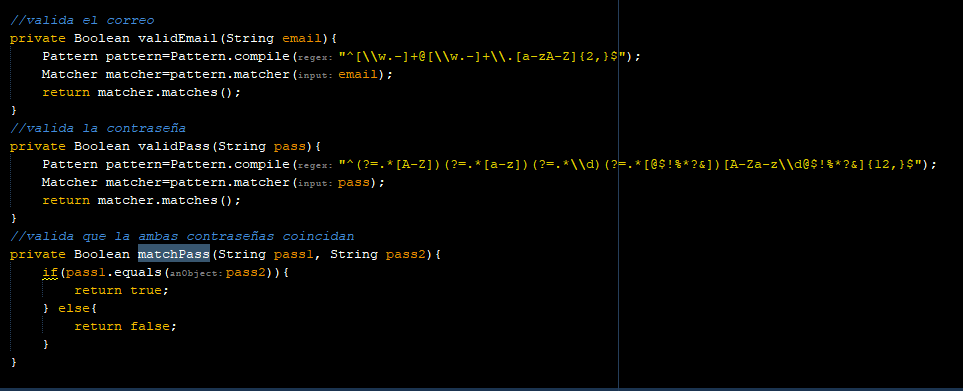 //valida el correo
private Boolean validEmail(String email){
Pattern pattern=Pattern.compile(regex: "^[\\w.-]+@[\\w.-]+\\.[a-zA-Z]{2,}$");
Matcher matcher=pattern.matcher(input: email);
return matcher.matches();
}
//valida la contraseña
private Boolean validPass(String pass){
Pattern pattern=Pattern.compile(regex: "^(?=.*[A-Z])(?=.*[a-z])(?=.*\\d)(?=.*[@$!%*?&])[A-Za-z\\d@$!%*?&]{12,}$");
Matcher matcher=pattern.matcher(input: pass);
return matcher.matches();
}
//valida que la ambas contraseñas coincidan
private Boolean matchPass(String pass1, String pass2){
if(pass1.equals(anObject: pass2)){
return true;
} else{
return false;
}
}